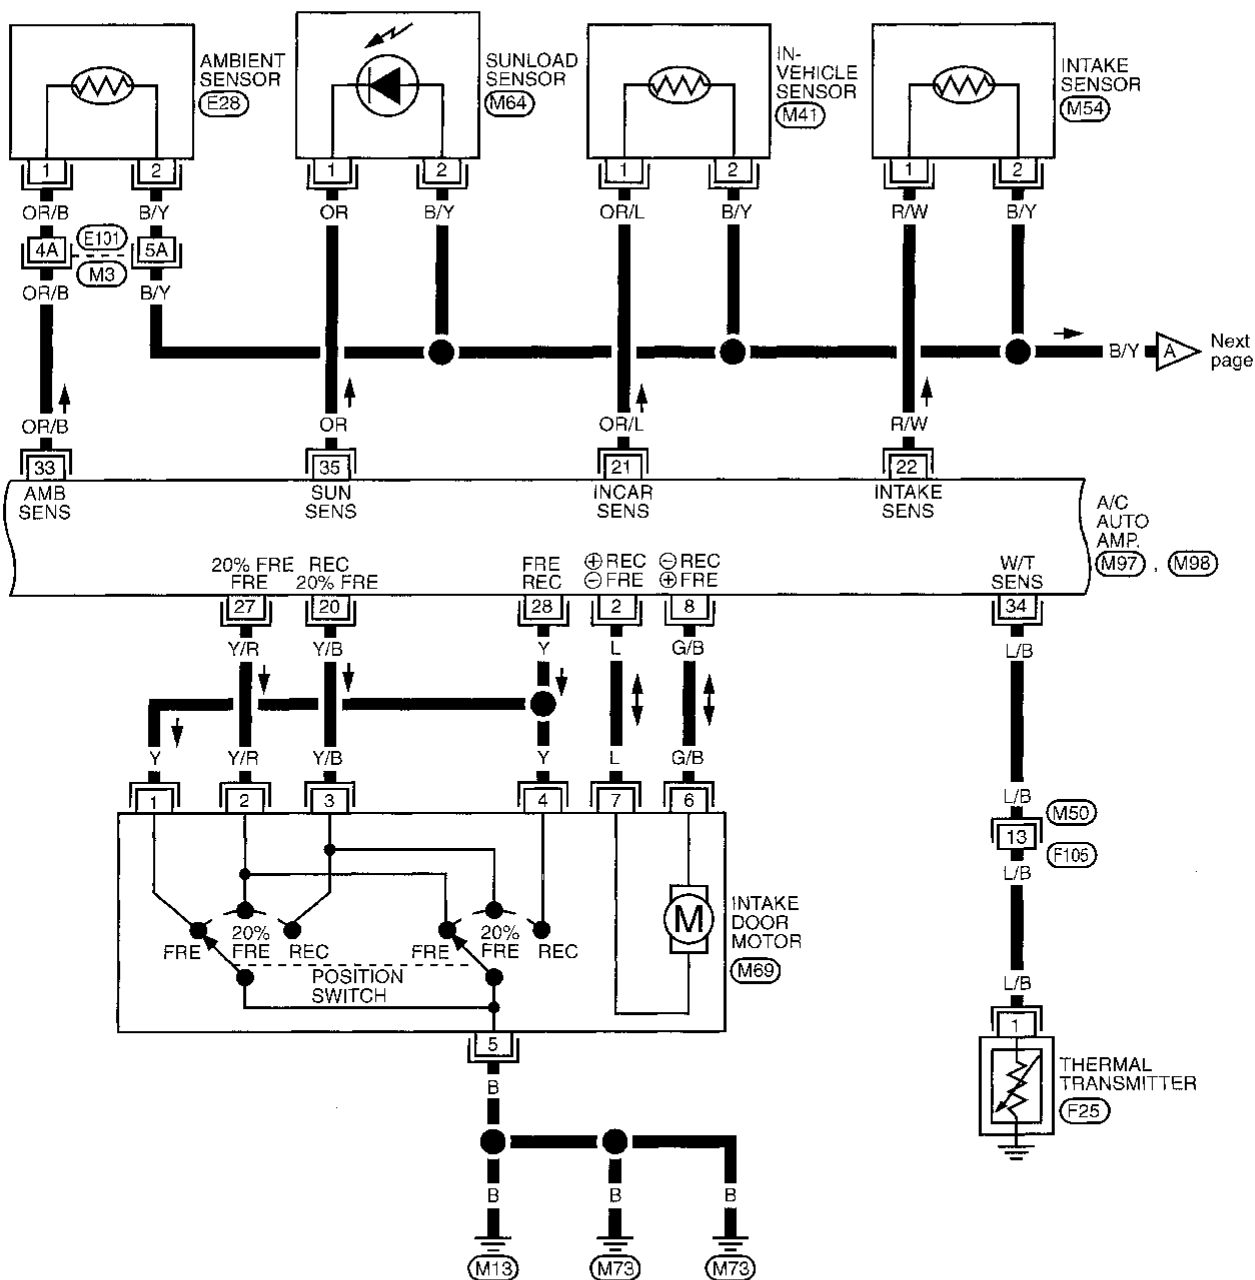 AMBIENT
SENSOR
E28
SUNLOAD
SENSOR
M64
IN-
VEHICLE
SENSOR
M41
INTAKE
SENSOR
M54
1 2 1 2 1 2 1 2
OR/B B/Y OR B/Y OR/L B/Y R/W B/Y
4A E101 5A
M3
OR/B B/Y
B/Y A Next
page
OR/B OR OR/L R/W
33 35 21 22
AMB
SENS
SUN
SENS
INCAR
SENS
INTAKE
SENS
A/C
AUTO
AMP.
M97 , M98
20% FRE
FRE
REC
20% FRE
FRE
REC
⊕ REC
⊖ FRE
⊖ REC
⊕ FRE
W/T
SENS
27 20 28 2 8 34
Y/R Y/B Y L G/B L/B
Y Y/R Y/B Y L G/B
1 2 3 4 7 6
L/B M50
13 F105
L/B
FRE 20%
FRE REC
FRE 20%
FRE REC
POSITION
SWITCH
M
INTAKE
DOOR
MOTOR
M69
L/B
5 1
THERMAL
TRANSMITTER
F25
B
B B B
M13 M73 M73